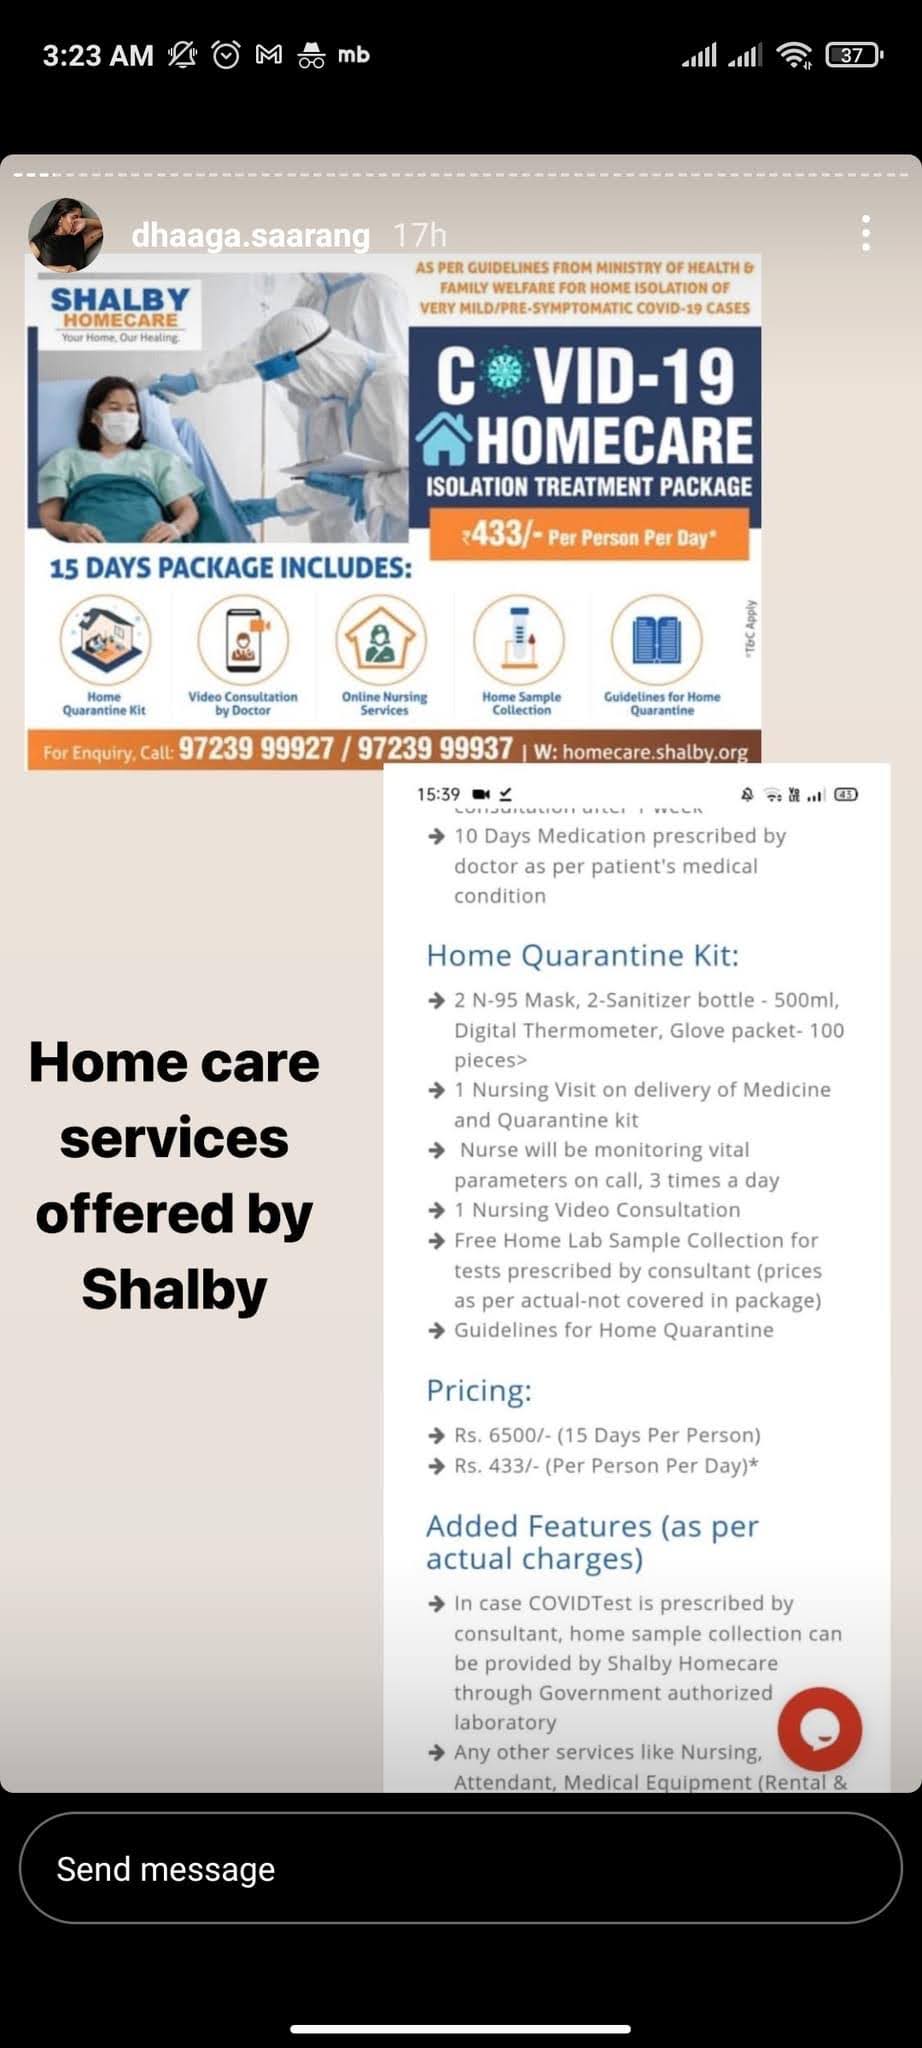 3:23 AM
mb
37
dhaaga.saarang 17h
SHALBY
HOMECARE
Your Home, Our Healing.
AS PER GUIDELINES FROM MINISTRY OF HEALTH &
FAMILY WELFARE FOR HOME ISOLATION OF
VERY MILD/PRE-SYMPTOMATIC COVID-19 CASES
COVID-19
HOMECARE
ISOLATION TREATMENT PACKAGE
₹433/- Per Person Per Day*
15 DAYS PACKAGE INCLUDES:
Home
Quarantine Kit
Video Consultation
by Doctor
Online Nursing
Services
Home Sample
Collection
Guidelines for Home
Quarantine
*T&C Apply
For Enquiry, Call: 97239 99927 / 97239 99937 | W: homecare.shalby.org
15:39
43
consultation after 1 week
→ 10 Days Medication prescribed by
doctor as per patient's medical
condition
Home Quarantine Kit:
→ 2 N-95 Mask, 2-Sanitizer bottle - 500ml,
Digital Thermometer, Glove packet- 100
pieces>
→ 1 Nursing Visit on delivery of Medicine
and Quarantine kit
→ Nurse will be monitoring vital
parameters on call, 3 times a day
→ 1 Nursing Video Consultation
→ Free Home Lab Sample Collection for
tests prescribed by consultant (prices
as per actual-not covered in package)
→ Guidelines for Home Quarantine
Home care
services
offered by
Shalby
Pricing:
→ Rs. 6500/- (15 Days Per Person)
→ Rs. 433/- (Per Person Per Day)*
Added Features (as per
actual charges)
→ In case COVIDTest is prescribed by
consultant, home sample collection can
be provided by Shalby Homecare
through Government authorized
laboratory
→ Any other services like Nursing,
Attendant, Medical Equipment (Rental &
Send message